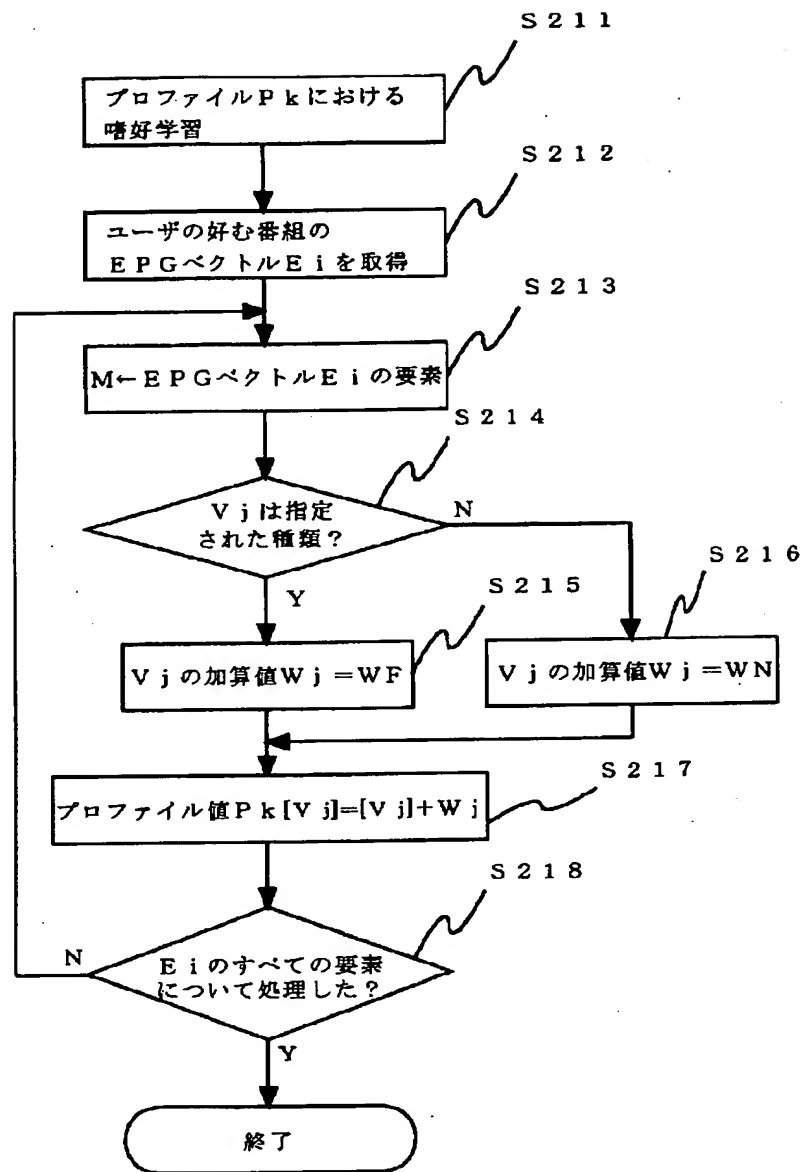 S211
プロファイルPkにおける
嗜好学習
S212
ユーザの好む番組の
EPGベクトルEiを取得
S213
M←EPGベクトルEiの要素
S214
Vjは指定
された種類？
N
Y
S215
S216
Vjの加算値Wj=WF
Vjの加算値Wj=WN
S217
プロファイル値Pk[Vj]=[Vj]+Wj
S218
Eiのすべての要素
について処理した？
N
Y
終了